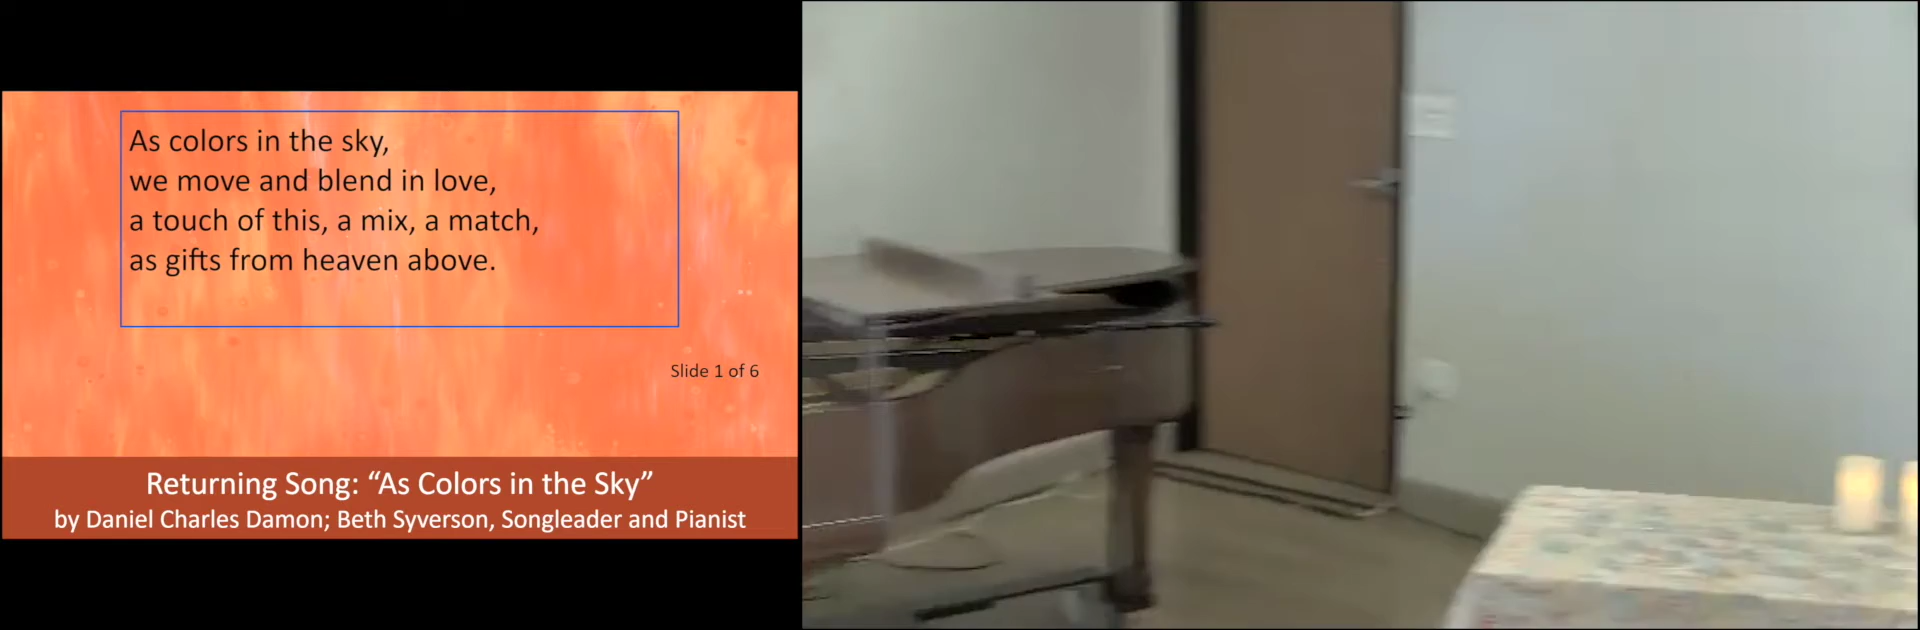 As colors in the sky,
we move and blend in love,
a touch of this, a mix, a match,
as gifts from heaven above.
Slide 1 of 6
Returning Song: “As Colors in the Sky”
by Daniel Charles Damon; Beth Syverson, Songleader and Pianist